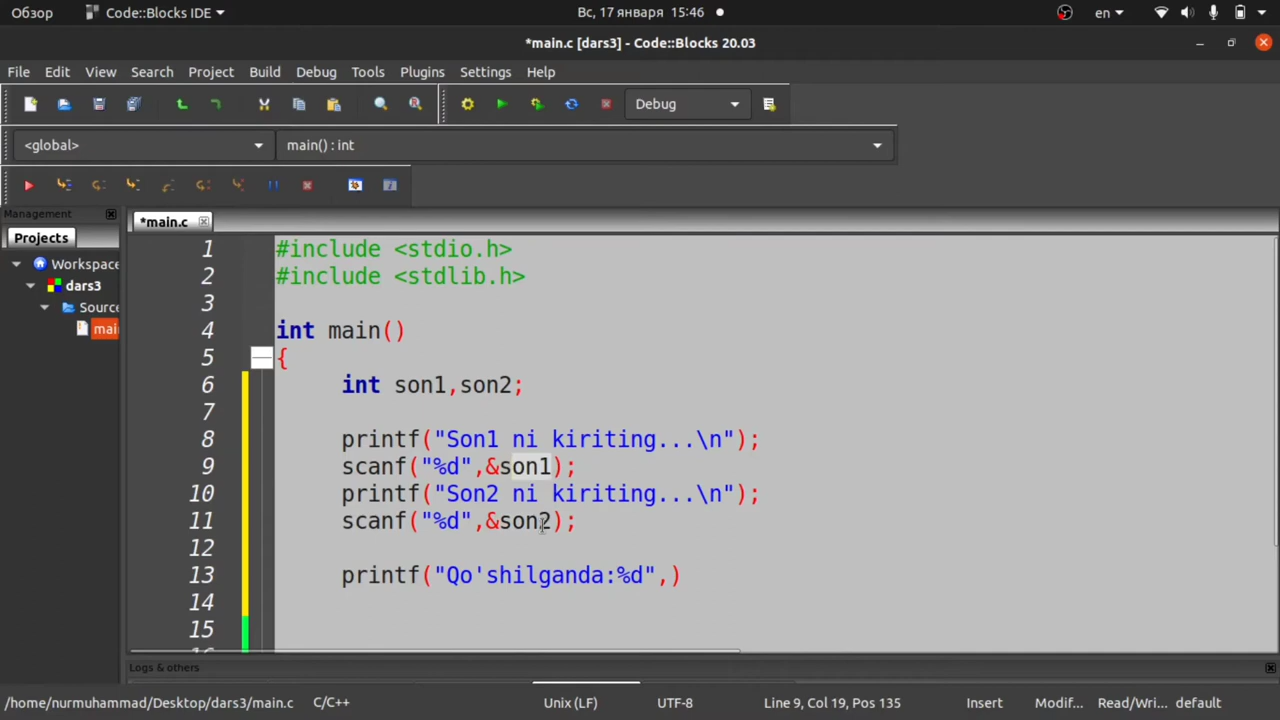 Обзор Code::Blocks IDE Вс, 17 января 15:46 en
*main.c [dars3] - Code::Blocks 20.03
File Edit View Search Project Build Debug Tools Plugins Settings Help
Debug
<global> main() : int
Management
*main.c
Projects
Workspace
dars3
Source
mai
1 #include <stdio.h>
2 #include <stdlib.h>
3
4 int main()
5 {
6 int son1,son2;
7
8 printf("Son1 ni kiriting...\n");
9 scanf("%d",&son1);
10 printf("Son2 ni kiriting...\n");
11 scanf("%d",&son2);
12
13 printf("Qo'shilganda:%d",)
14
15
Logs & others
/home/nurmuhammad/Desktop/dars3/main.c C/C++ Unix (LF) UTF-8 Line 9, Col 19, Pos 135 Insert Modif... Read/Wri... default